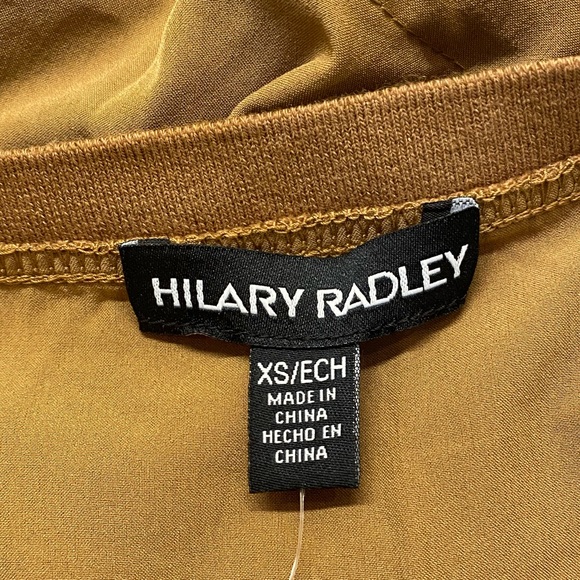 HILARY RADLEY
XS/ECH
MADE IN
CHINA
HECHO EN
CHINA